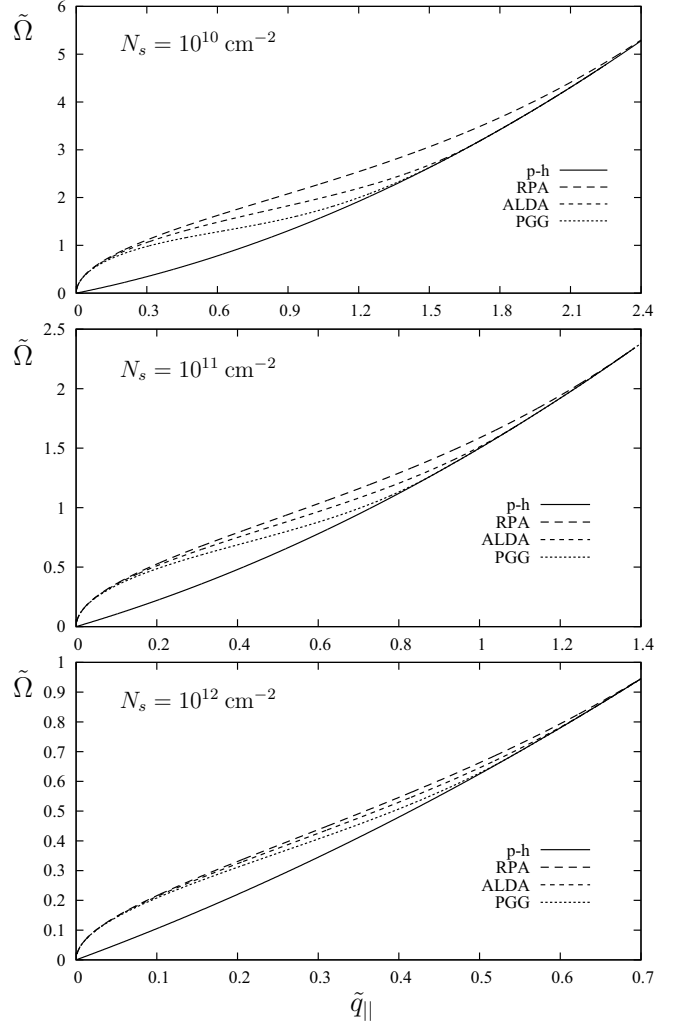 6
Ω̃
N_s = 10^10 cm^−2
5
4
3
p-h
RPA
2
ALDA
PGG
1
0
0 0.3 0.6 0.9 1.2 1.5 1.8 2.1 2.4
2.5
Ω̃
N_s = 10^11 cm^−2
2
1.5
1
p-h
RPA
ALDA
0.5
PGG
0
0 0.2 0.4 0.6 0.8 1 1.2 1.4
1
Ω̃
0.9
N_s = 10^12 cm^−2
0.8
0.7
0.6
0.5
0.4
p-h
0.3
RPA
ALDA
0.2
PGG
0.1
0
0 0.1 0.2 0.3 0.4 0.5 0.6 0.7
q̃_||